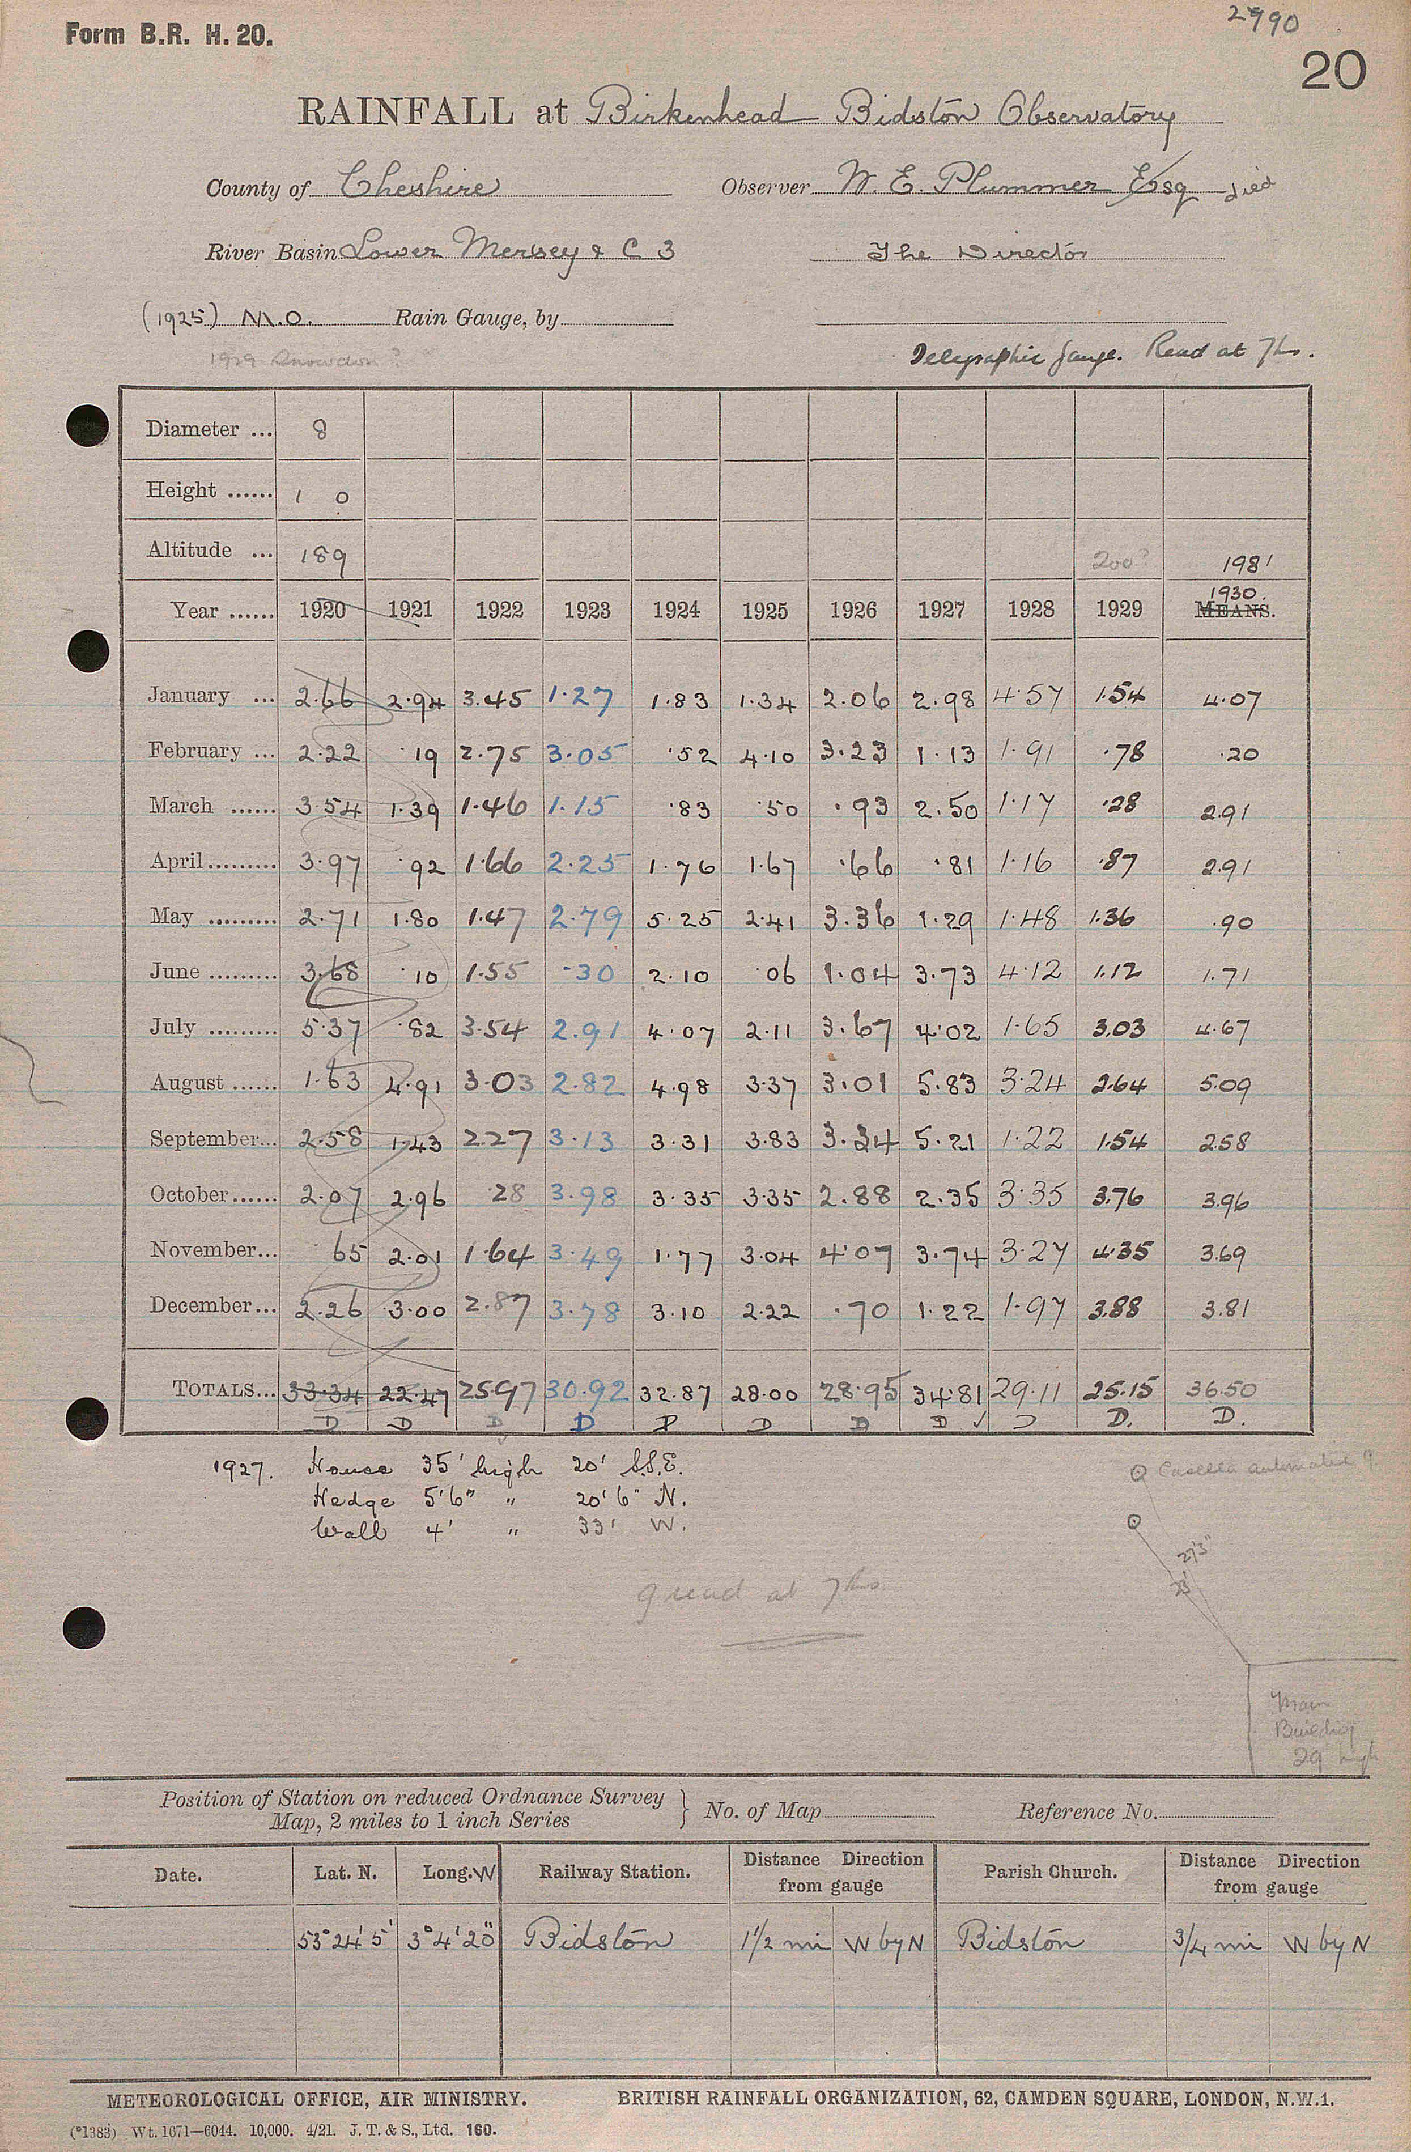 2990
Form B.R. H. 20.
20
RAINFALL at Birkenhead Bidston Observatory
County of Cheshire Observer W. E. Plummer Esq died
River Basin Lower Mersey & C 3 The Director
(1925) M.O. Rain Gauge, by
1929 Snowdon ? Telegraphic gauge. Read at 7hs.
Diameter ... 8
Height ...... 1 0
Altitude ... 189 200? 198'
Year ...... 1920 1921 1922 1923 1924 1925 1926 1927 1928 1929 1930. MEANS.
January ... 2.66 2.94 3.45 1.27 1.83 1.34 2.06 2.98 4.57 1.54 4.07
February ... 2.22 .19 2.75 3.05 .52 4.10 3.23 1.13 1.91 .78 .20
March ...... 3.54 1.39 1.46 1.15 .83 .50 .93 2.50 1.17 .28 2.91
April ......... 3.97 .92 1.66 2.25 1.76 1.67 .66 .81 1.16 .87 2.91
May ......... 2.71 1.80 1.47 2.79 5.25 2.41 3.36 1.29 1.48 1.36 .90
June ......... 3.68 .10 1.55 .30 2.10 .06 1.04 3.73 4.12 1.12 1.71
July ......... 5.37 .82 3.54 2.91 4.07 2.11 3.67 4.02 1.65 3.03 4.67
August ...... 1.63 4.91 3.03 2.82 4.98 3.37 3.01 5.83 3.24 2.64 5.09
September... 2.58 1.43 2.27 3.13 3.31 3.83 3.34 5.21 1.22 1.54 2.58
October ...... 2.07 2.96 .28 3.98 3.35 3.35 2.88 2.35 3.35 3.76 3.96
November... 65 2.01 1.64 3.49 1.77 3.04 4.07 3.74 3.27 4.35 3.69
December... 2.26 3.00 2.87 3.78 3.10 2.22 .70 1.22 1.97 3.88 3.81
TOTALS... 33.34 22.47 25.97 30.92 32.87 28.00 28.95 34.81 29.11 25.15 36.50
D D D D D D D D D D. D.
1927. House 35' high 20' S.S.E.
Hedge 5'6" " 20'6" N.
Wall 4' " 33' W.
Casella automatic
27'3"
23'
g read at 7hs
Main
Building
29 high
Position of Station on reduced Ordnance Survey
Map, 2 miles to 1 inch Series } No. of Map Reference No.
Date. Lat. N. Long. W Railway Station. Distance Direction from gauge Parish Church. Distance Direction from gauge
53°24'5' 3°4'20" Bidston 1 1/2 mi W by N Bidston 3/4 mi W by N
METEOROLOGICAL OFFICE, AIR MINISTRY. BRITISH RAINFALL ORGANIZATION, 62, CAMDEN SQUARE, LONDON, N.W.1.
(*1383) Wt. 1671—6044. 10,000. 4/21. J. T. & S., Ltd. 160.